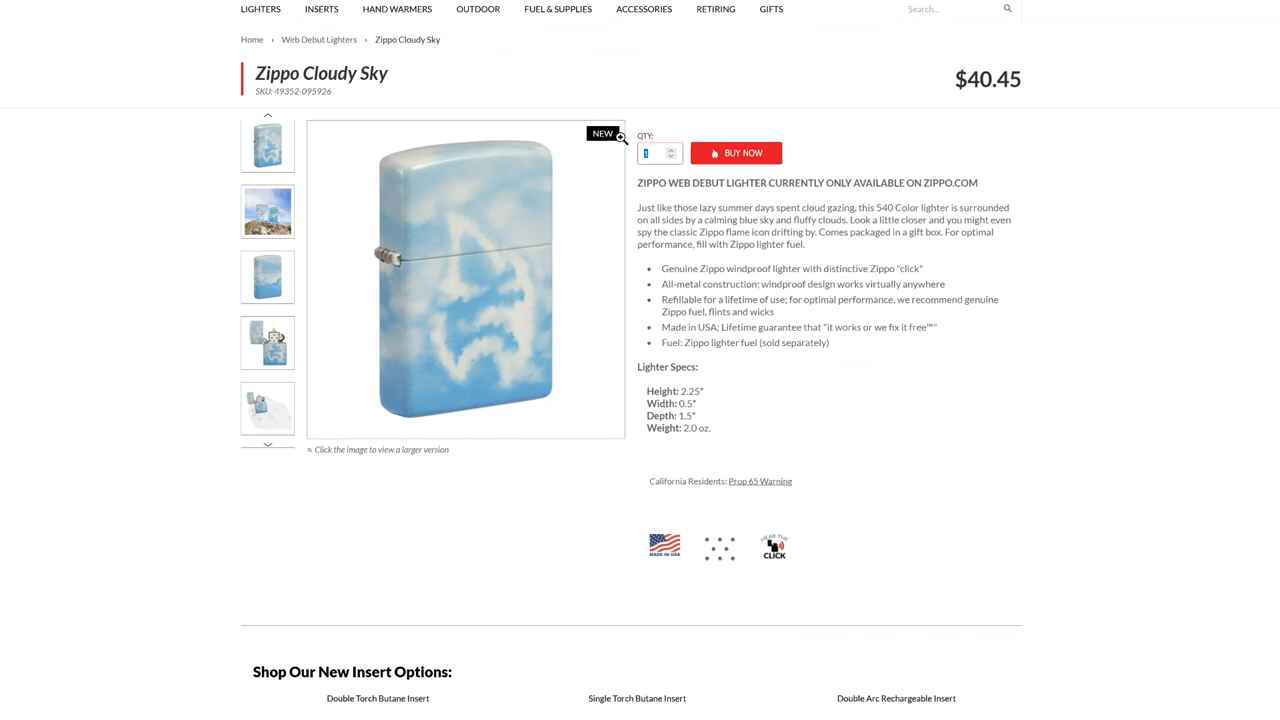 LIGHTERS INSERTS HAND WARMERS OUTDOOR FUEL & SUPPLIES ACCESSORIES RETIRING GIFTS Search...
Home › Web Debut Lighters › Zippo Cloudy Sky
Zippo Cloudy Sky
SKU: 49352-095926
$40.45
NEW
Click the image to view a larger version
QTY:
1
BUY NOW
ZIPPO WEB DEBUT LIGHTER CURRENTLY ONLY AVAILABLE ON ZIPPO.COM
Just like those lazy summer days spent cloud gazing, this 540 Color lighter is surrounded
on all sides by a calming blue sky and fluffy clouds. Look a little closer and you might even
spy the classic Zippo flame icon drifting by. Comes packaged in a gift box. For optimal
performance, fill with Zippo lighter fuel.
• Genuine Zippo windproof lighter with distinctive Zippo "click"
• All-metal construction; windproof design works virtually anywhere
• Refillable for a lifetime of use; for optimal performance, we recommend genuine
Zippo fuel, flints and wicks
• Made in USA; Lifetime guarantee that "it works or we fix it free℠"
• Fuel: Zippo lighter fuel (sold separately)
Lighter Specs:
Height: 2.25"
Width: 0.5"
Depth: 1.5"
Weight: 2.0 oz.
California Residents: Prop 65 Warning
MADE IN USA
HEAR THE
CLICK
Shop Our New Insert Options:
Double Torch Butane Insert Single Torch Butane Insert Double Arc Rechargeable Insert